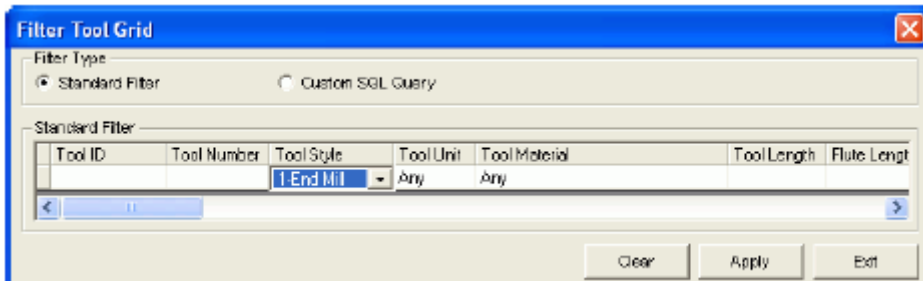 Filter Tool Grid
Filter Type
Standard Filter Custom SQL Query
Standard Filter
Tool ID Tool Number Tool Style Tool Unit Tool Material Tool Length Flute Lengt
1-End Mill Any Any
Clear Apply Exit